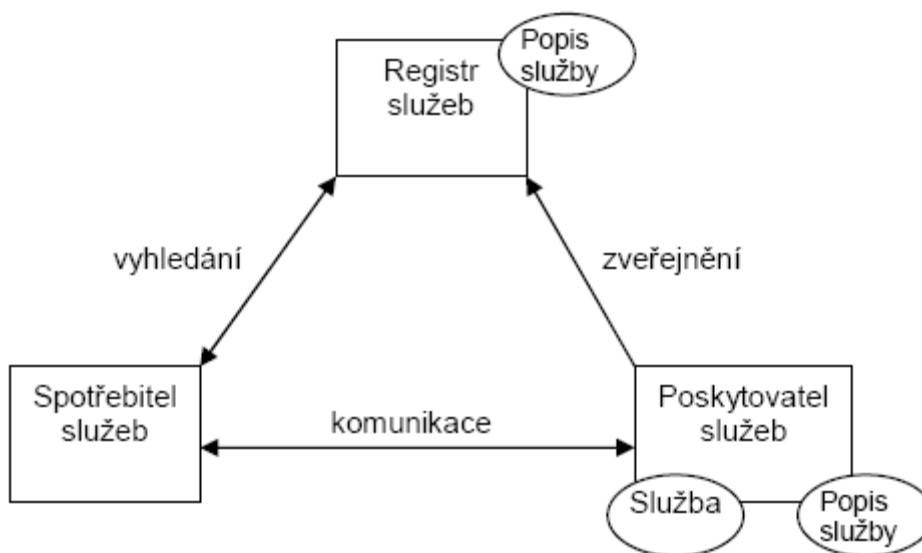 Registr
služeb
Popis
služby
vyhledání
zveřejnění
Spotřebitel
služeb
komunikace
Poskytovatel
služeb
Služba
Popis
služby